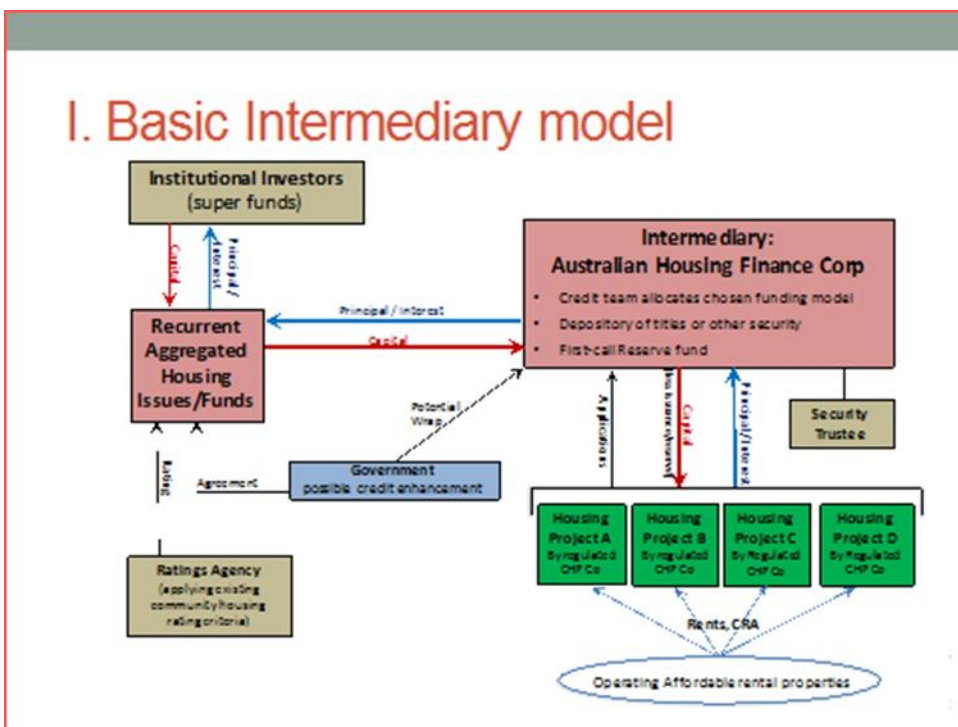 I. Basic Intermediary model
Institutional Investors
(super funds)
Capital
Principal /
Interest
Intermediary:
Australian Housing Finance Corp
• Credit team allocates chosen funding model
• Depository of titles or other security
• First-call Reserve fund
Principal / Interest
Capital
Recurrent
Aggregated
Housing
Issues/Funds
Potential
Wrap
Applications
Capital
Principal/Interest
Security
Trustee
Rating
Agreement
Government
possible credit enhancement
Housing
Project A
By regulated
CHP Co
Housing
Project B
By regulated
CHP Co
Housing
Project C
By Regulated
CHP Co
Housing
Project D
By Regulated
CHP Co
Ratings Agency
(applying existing
community housing
rating criteria)
Rents, CRA
Operating Affordable rental properties